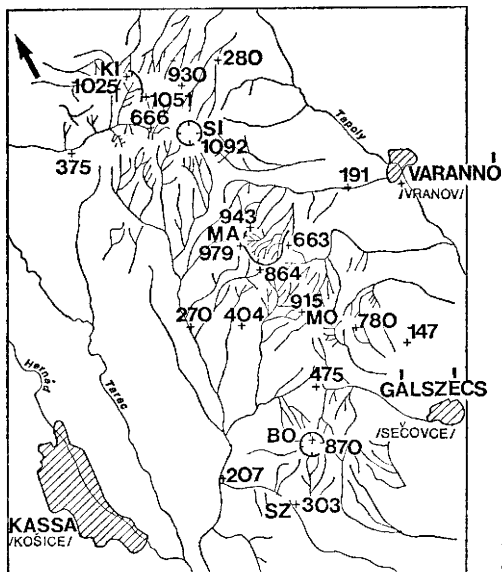 280
KI
930
1025
1051
666
SI
1092
375
Tapoly
VARANNÓ
/VRANOV/
191
943
MA
663
979
864
915
270
404
MO
780
147
475
GÁLSZÉCS
/SEČOVCE/
BO
870
207
SZ
303
Hernád
Tarca
KASSA
/KOŠICE/